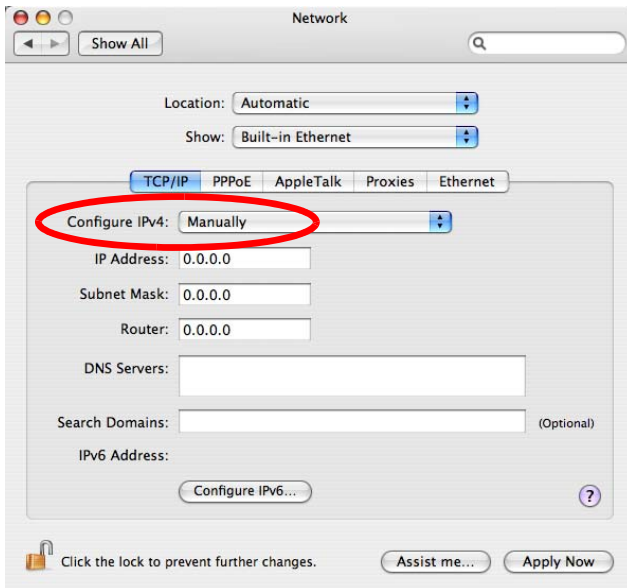 Network
Show All
Location: Automatic
Show: Built-in Ethernet
TCP/IP PPPoE AppleTalk Proxies Ethernet
Configure IPv4: Manually
IP Address: 0.0.0.0
Subnet Mask: 0.0.0.0
Router: 0.0.0.0
DNS Servers:
Search Domains: (Optional)
IPv6 Address:
Configure IPv6...
?
Click the lock to prevent further changes. Assist me... Apply Now